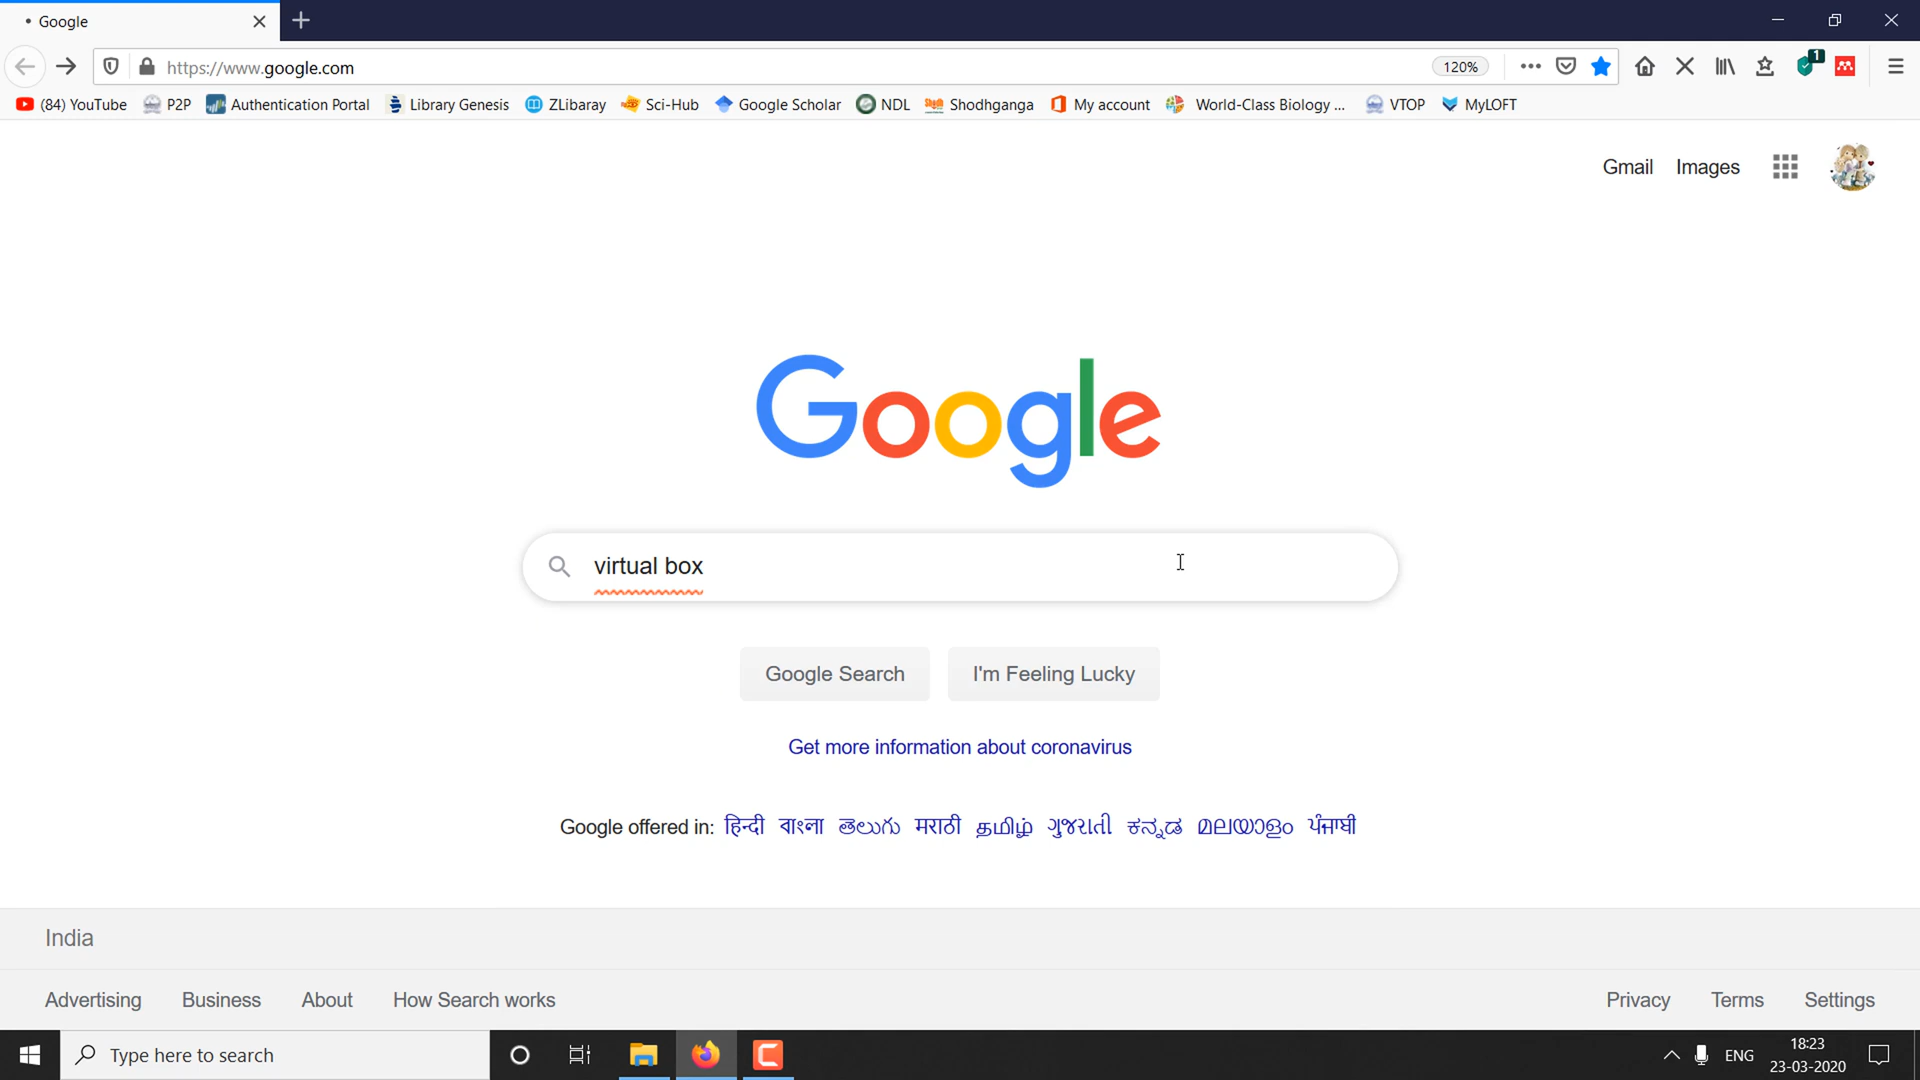 Google
https://www.google.com
120%
1
(84) YouTube P2P Authentication Portal Library Genesis ZLibaray Sci-Hub Google Scholar NDL Shodhganga My account World-Class Biology ... VTOP MyLOFT
Gmail Images
Google
virtual box
Google Search I'm Feeling Lucky
Get more information about coronavirus
Google offered in: हिन्दी বাংলা తెలుగు मराठी தமிழ் ગુજરાતી ಕನ್ನಡ മലയാളം ਪੰਜਾਬੀ
India
Advertising Business About How Search works Privacy Terms Settings
Type here to search ENG 18:23
23-03-2020